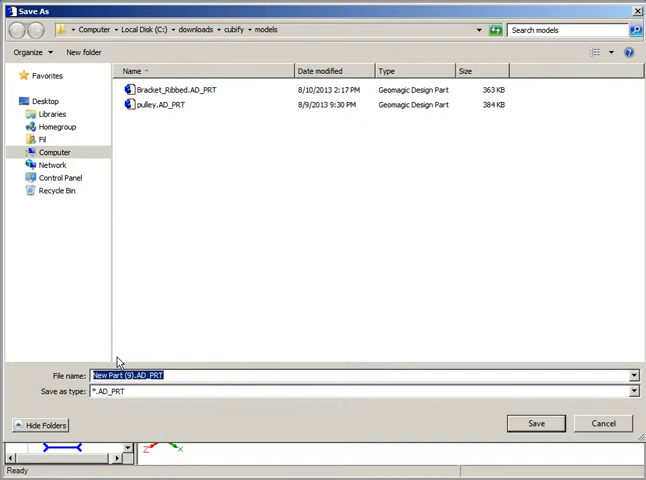 Save As
Computer Local Disk (C:) downloads cubify models
Search models
Organize New folder
Name Date modified Type Size
Favorites
Desktop
Libraries
Homegroup
Fil
Computer
Network
Control Panel
Recycle Bin
Bracket_Ribbed.AD_PRT 8/10/2013 2:17 PM Geomagic Design Part 363 KB
pulley.AD_PRT 8/9/2013 9:30 PM Geomagic Design Part 384 KB
File name: New Part (9).AD_PRT
Save as type: *.AD_PRT
Hide Folders Save Cancel
Z X
Ready